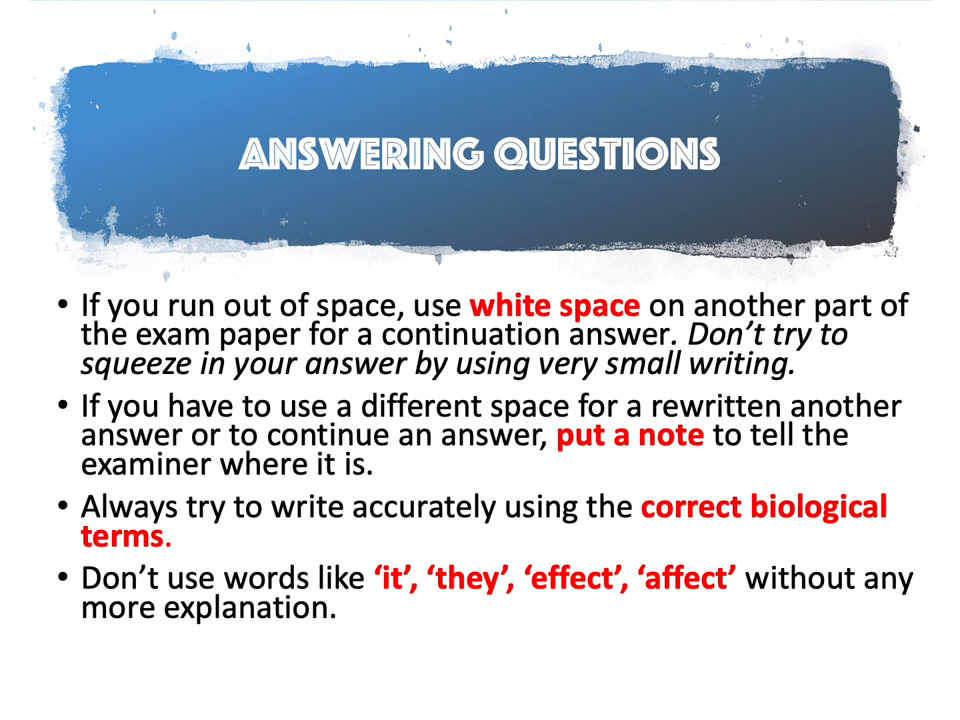 ANSWERING QUESTIONS
• If you run out of space, use white space on another part of
the exam paper for a continuation answer. Don’t try to
squeeze in your answer by using very small writing.
• If you have to use a different space for a rewritten another
answer or to continue an answer, put a note to tell the
examiner where it is.
• Always try to write accurately using the correct biological
terms.
• Don’t use words like ‘it’, ‘they’, ‘effect’, ‘affect’ without any
more explanation.